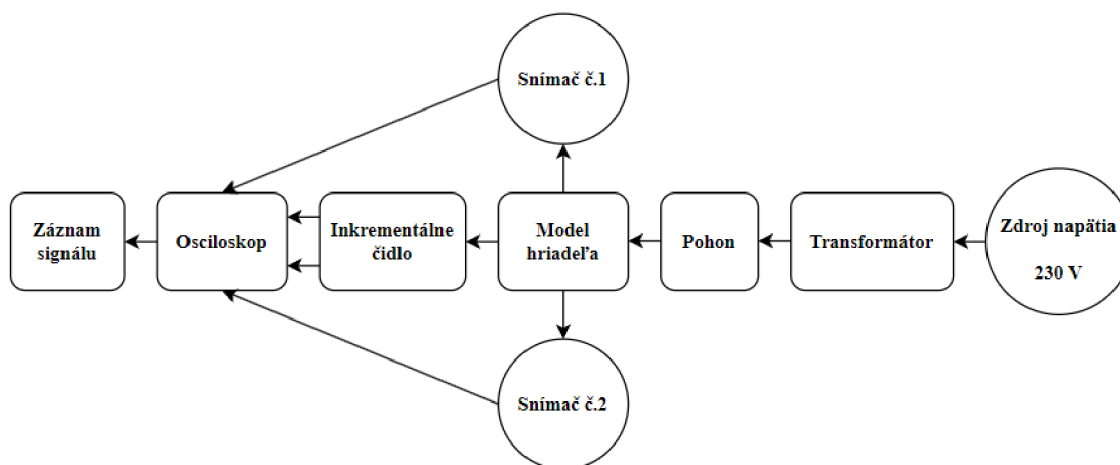 Snímač č.1
Záznam
signálu
Osciloskop
Inkrementálne
čidlo
Model
hriadeľa
Pohon
Transformátor
Zdroj napätia
230 V
Snímač č.2